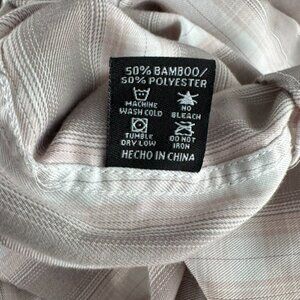 50% BAMBOO/
50% POLYESTER
MACHINE NO
WASH COLD BLEACH
TUMBLE DO NOT
DRY LOW IRON
HECHO IN CHINA